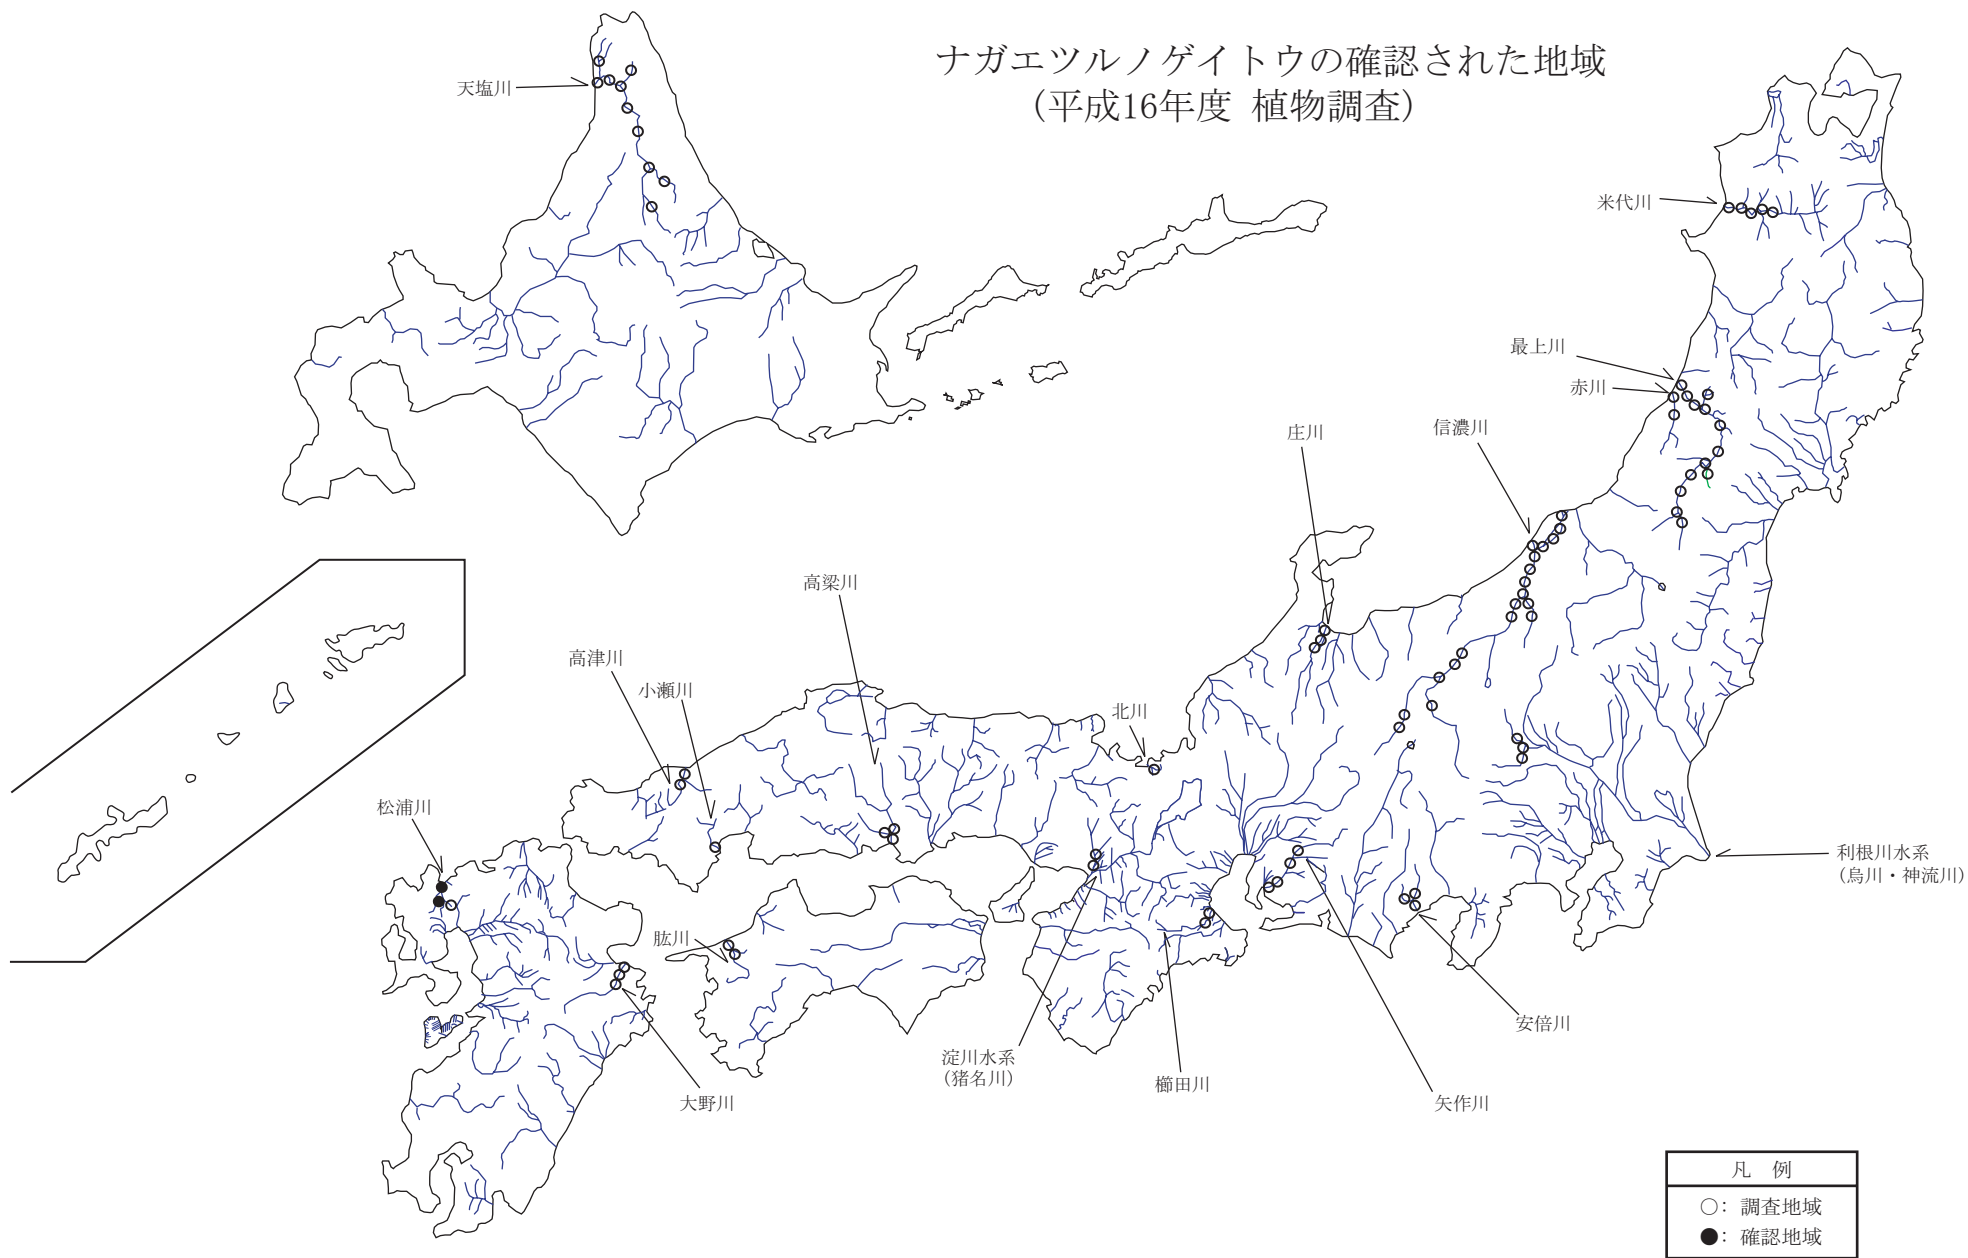 ナガエツルノゲイトウの確認された地域
(平成16年度 植物調査)
天塩川
米代川
最上川
赤川
庄川
信濃川
高梁川
高津川
小瀬川
北川
松浦川
利根川水系
(烏川・神流川)
肱川
安倍川
淀川水系
(猪名川)
櫛田川
大野川
矢作川
凡 例
○: 調査地域
●: 確認地域